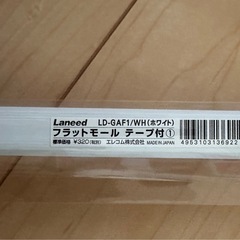 Laneed LD-GAF1/WH(ホワイト)
フラットモール テープ付①
標準価格 ¥320(税別) エレコム株式会社 MADE IN JAPAN
4953103136922